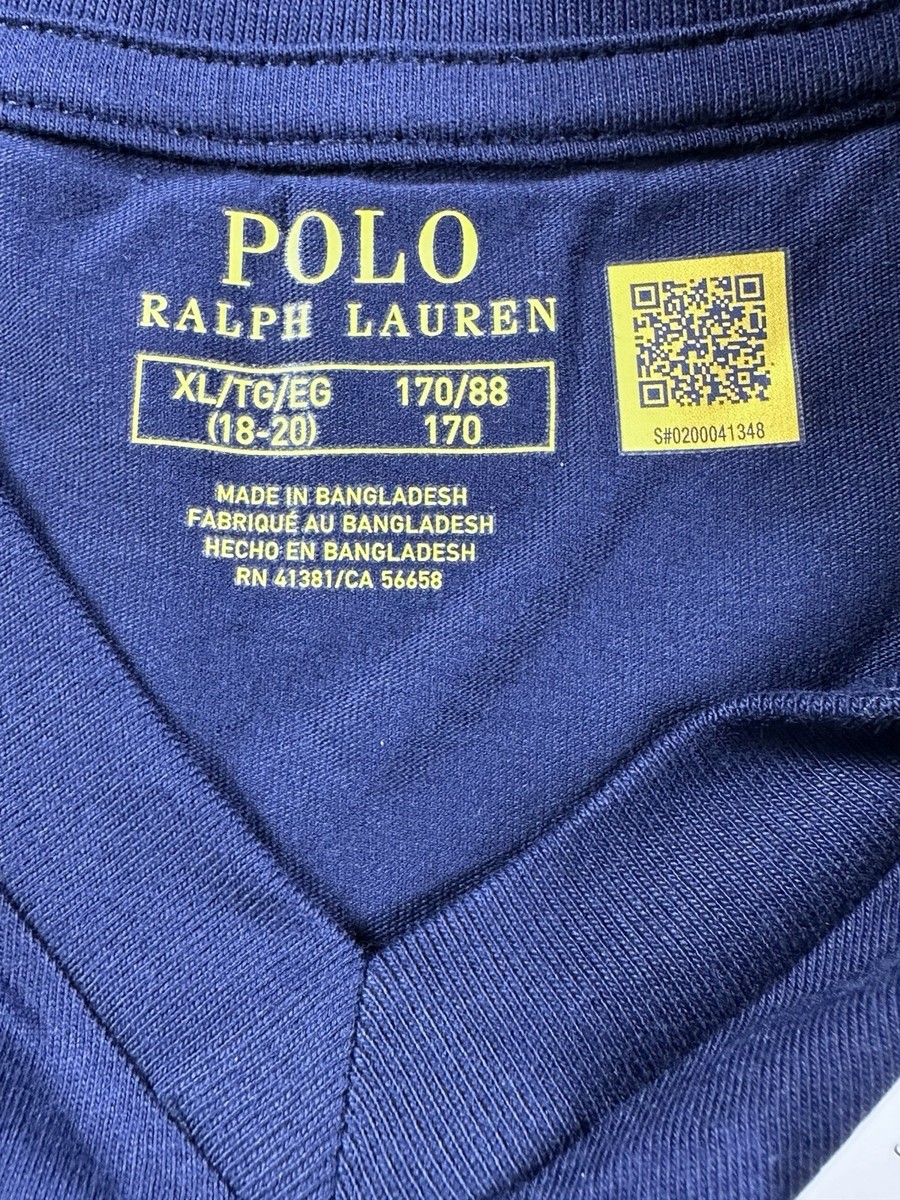 POLO
RALPH LAUREN
XL/TG/EG 170/88
(18-20) 170
MADE IN BANGLADESH
FABRIQUÉ AU BANGLADESH
HECHO EN BANGLADESH
RN 41381/CA 56658
S#0200041348